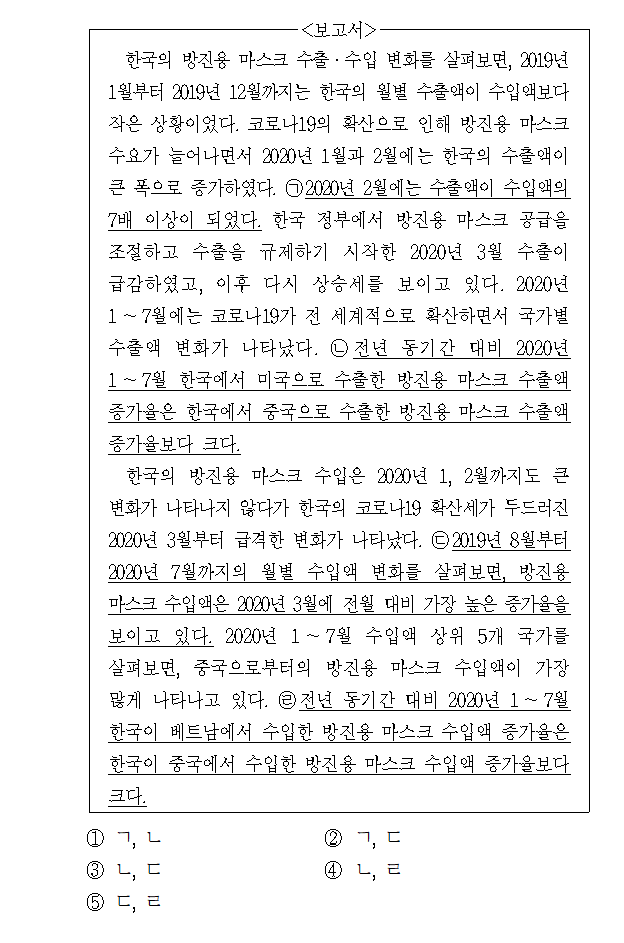 <보고서>
한국의 방진용 마스크 수출·수입 변화를 살펴보면, 2019년
1월부터 2019년 12월까지는 한국의 월별 수출액이 수입액보다
작은 상황이었다. 코로나19의 확산으로 인해 방진용 마스크
수요가 늘어나면서 2020년 1월과 2월에는 한국의 수출액이
큰 폭으로 증가하였다. ㉠2020년 2월에는 수출액이 수입액의
7배 이상이 되었다. 한국 정부에서 방진용 마스크 공급을
조절하고 수출을 규제하기 시작한 2020년 3월 수출이
급감하였고, 이후 다시 상승세를 보이고 있다. 2020년
1～7월에는 코로나19가 전 세계적으로 확산하면서 국가별
수출액 변화가 나타났다. ㉡전년 동기간 대비 2020년
1～7월 한국에서 미국으로 수출한 방진용 마스크 수출액
증가율은 한국에서 중국으로 수출한 방진용 마스크 수출액
증가율보다 크다.
한국의 방진용 마스크 수입은 2020년 1, 2월까지도 큰
변화가 나타나지 않다가 한국의 코로나19 확산세가 두드러진
2020년 3월부터 급격한 변화가 나타났다. ㉢2019년 8월부터
2020년 7월까지의 월별 수입액 변화를 살펴보면, 방진용
마스크 수입액은 2020년 3월에 전월 대비 가장 높은 증가율을
보이고 있다. 2020년 1～7월 수입액 상위 5개 국가를
살펴보면, 중국으로부터의 방진용 마스크 수입액이 가장
많게 나타나고 있다. ㉣전년 동기간 대비 2020년 1～7월
한국이 베트남에서 수입한 방진용 마스크 수입액 증가율은
한국이 중국에서 수입한 방진용 마스크 수입액 증가율보다
크다.
① ㄱ, ㄴ ② ㄱ, ㄷ
③ ㄴ, ㄷ ④ ㄴ, ㄹ
⑤ ㄷ, ㄹ